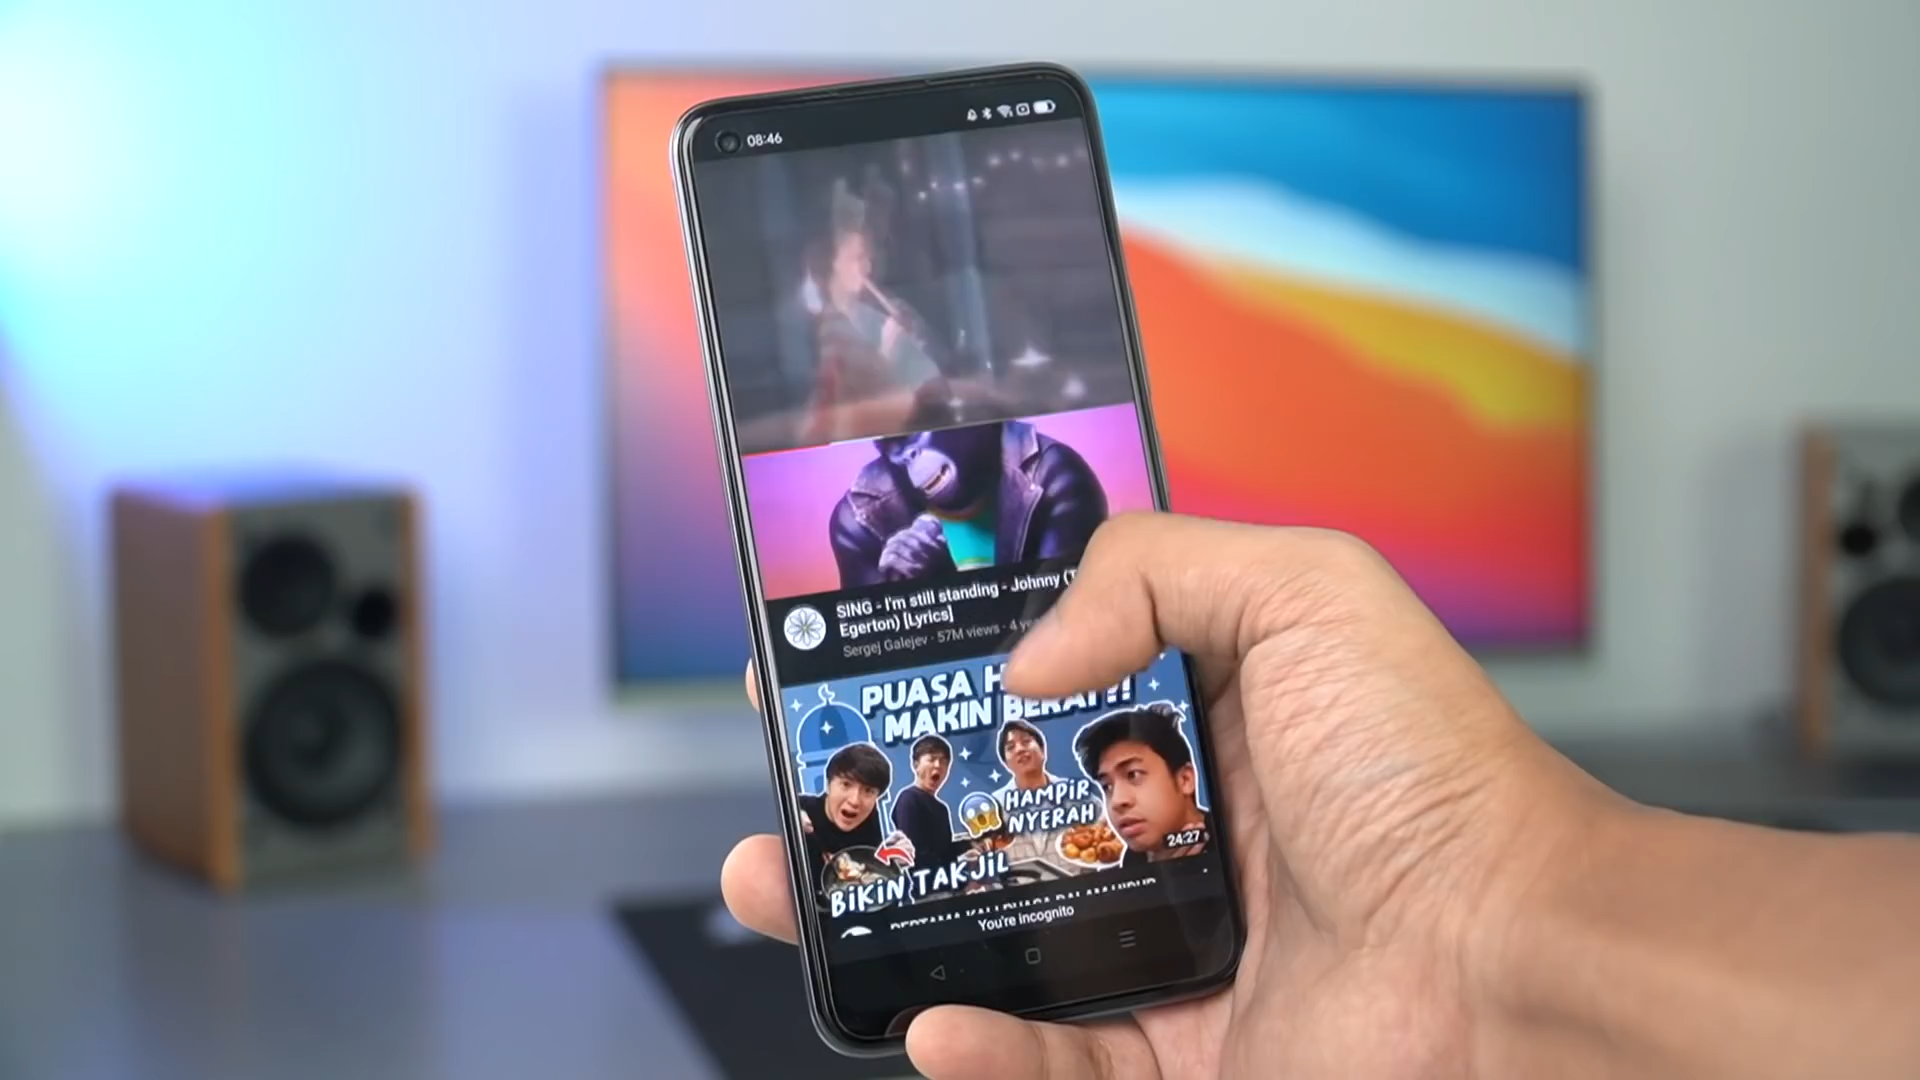 08:46
SING - I'm still standing - Johnny (T
Egerton) [Lyrics]
Sergej Galejev · 57M views · 4 ye
PUASA H
MAKIN BERAT?!
HAMPIR
NYERAH
24:27
BIKIN TAKJIL
You're incognito